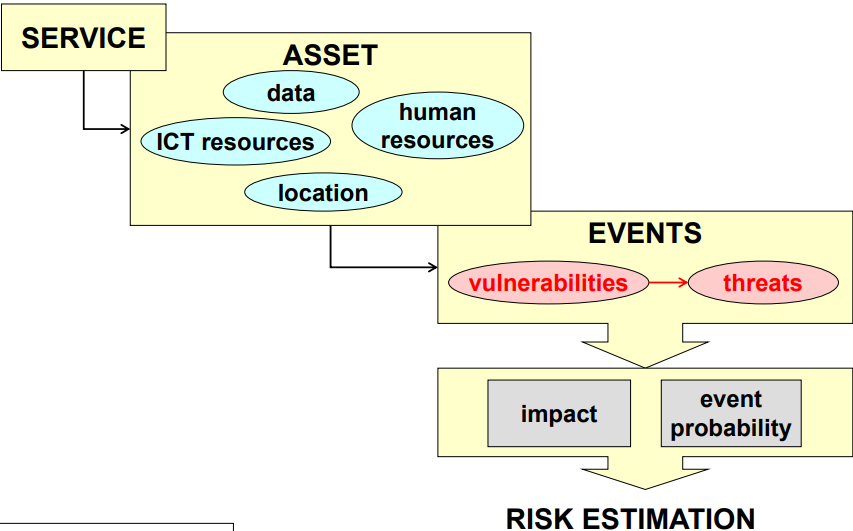 SERVICE
ASSET
data
human
resources
ICT resources
location
EVENTS
vulnerabilities
threats
impact
event
probability
RISK ESTIMATION